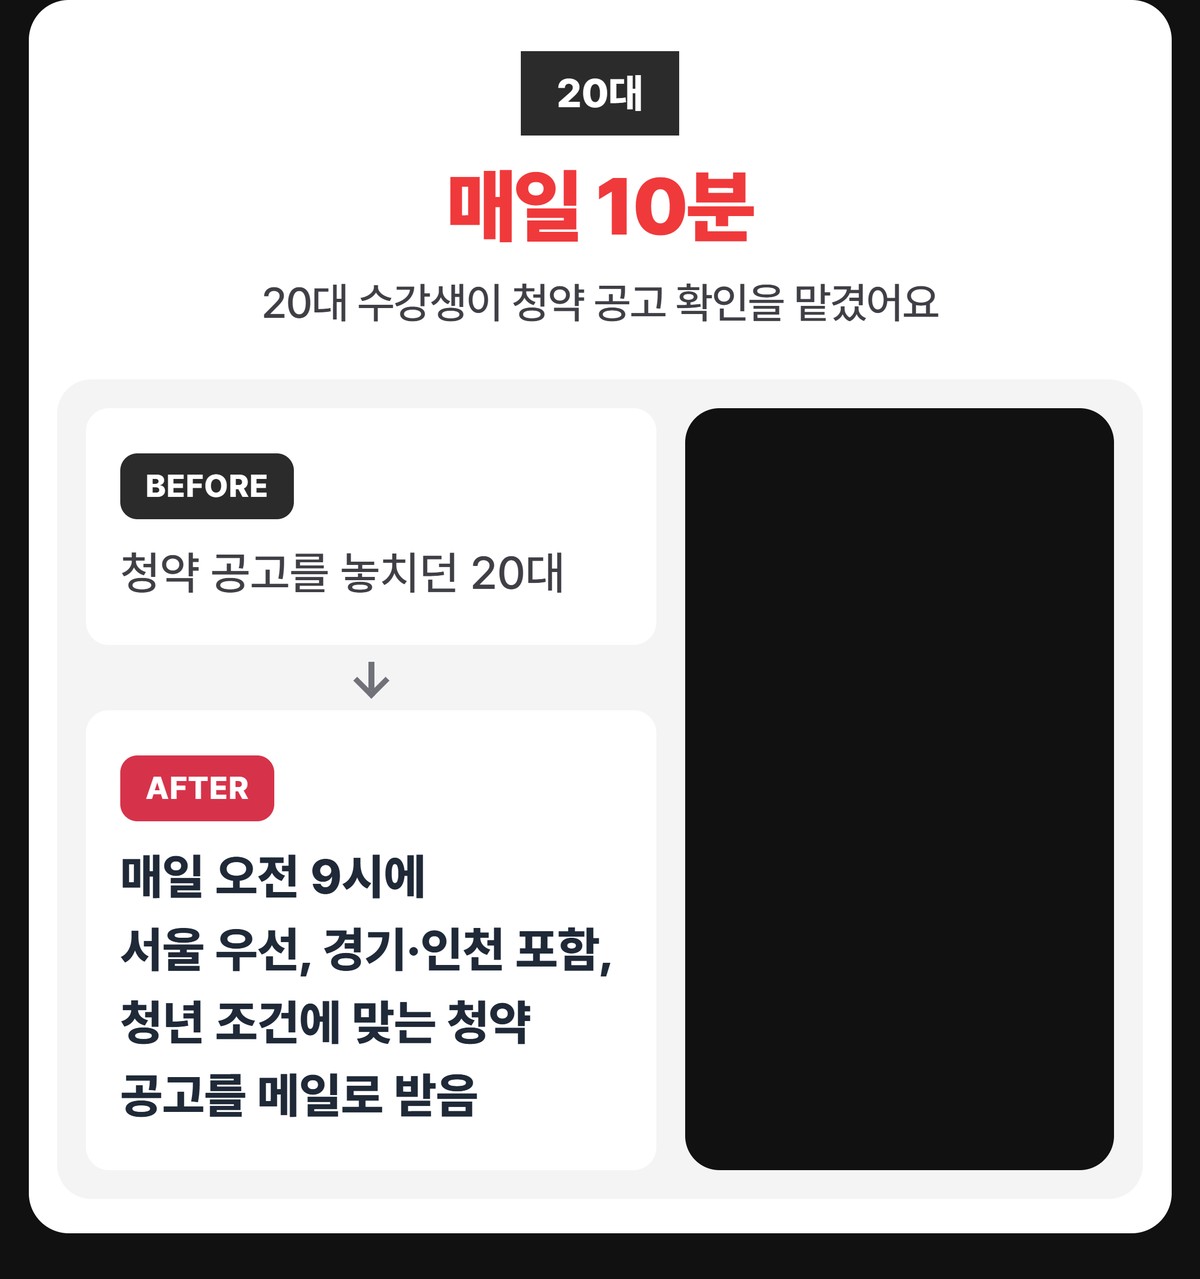 20대
매일 10분
20대 수강생이 청약 공고 확인을 맡겼어요
BEFORE
청약 공고를 놓치던 20대
↓
AFTER
매일 오전 9시에
서울 우선, 경기·인천 포함,
청년 조건에 맞는 청약
공고를 메일로 받음